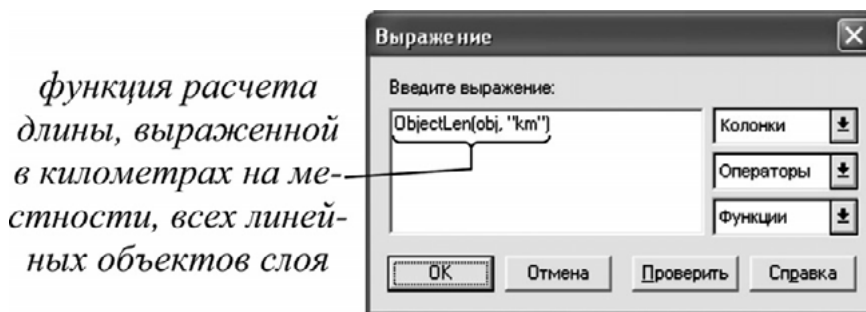 функция расчета
длины, выраженной
в километрах на ме-
стности, всех линей-
ных объектов слоя
Выражение
Введите выражение:
ObjectLen(obj, "km")
Колонки
Операторы
Функции
OK
Отмена
Проверить
Справка